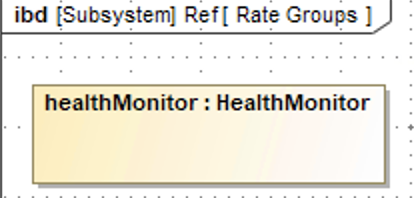 ibd [Subsystem] Ref[ Rate Groups ]
healthMonitor : HealthMonitor